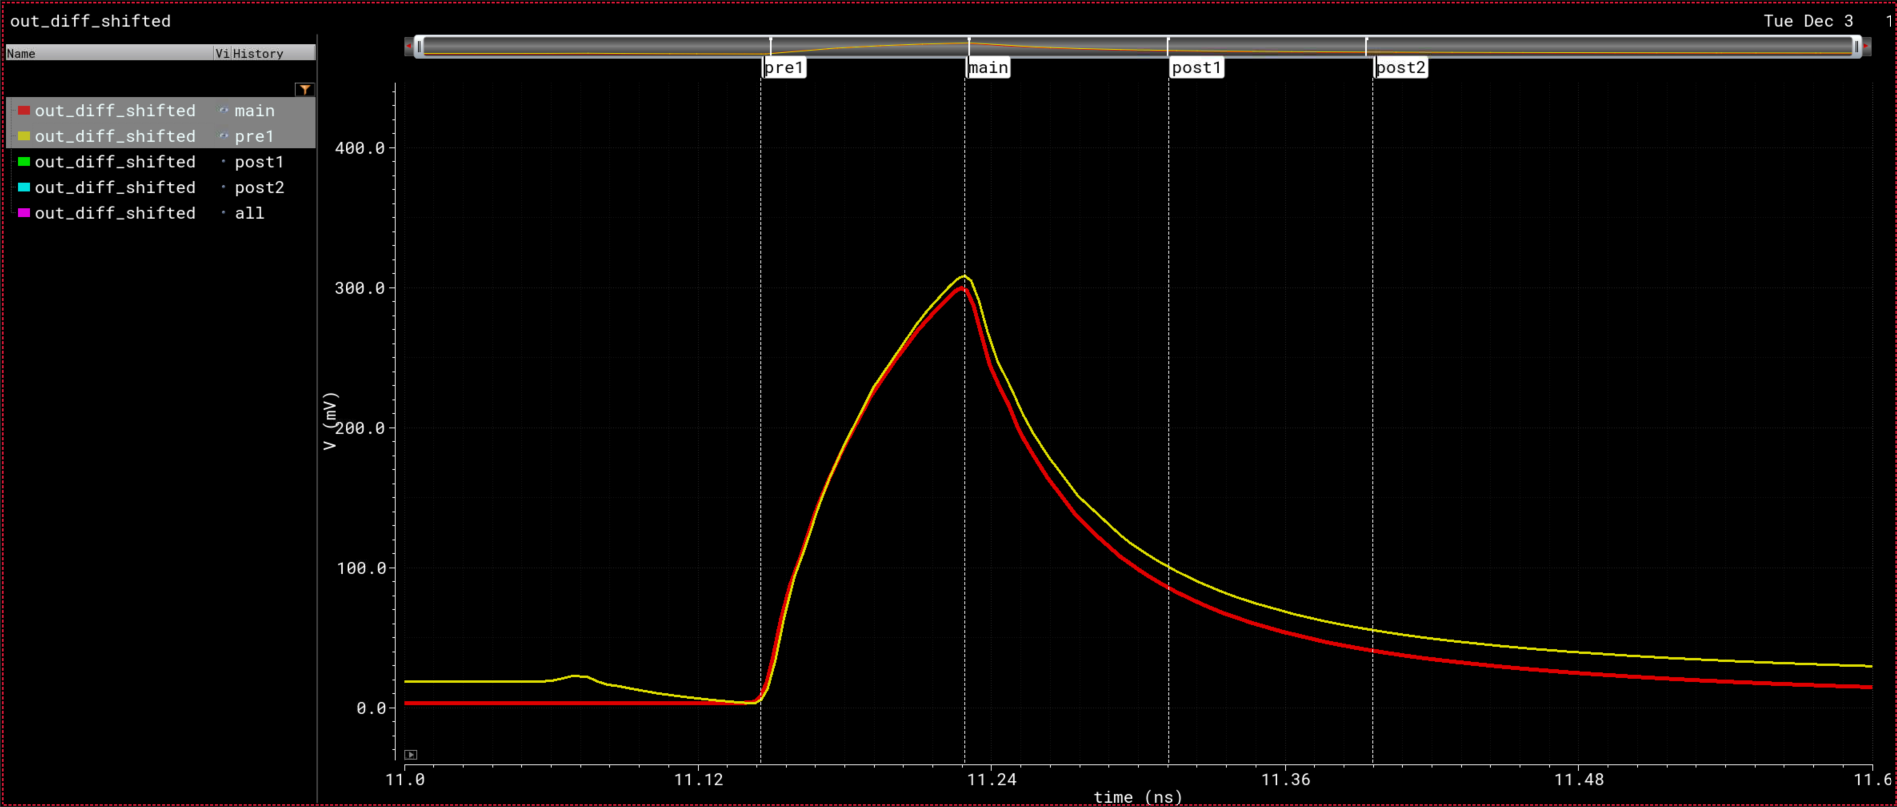 out_diff_shifted
Tue Dec 3 1
Name Vi History
out_diff_shifted main
out_diff_shifted pre1
out_diff_shifted post1
out_diff_shifted post2
out_diff_shifted all
pre1 main post1 post2
400.0
300.0
200.0
100.0
0.0
V (mV)
11.0 11.12 11.24 11.36 11.48 11.6
time (ns)